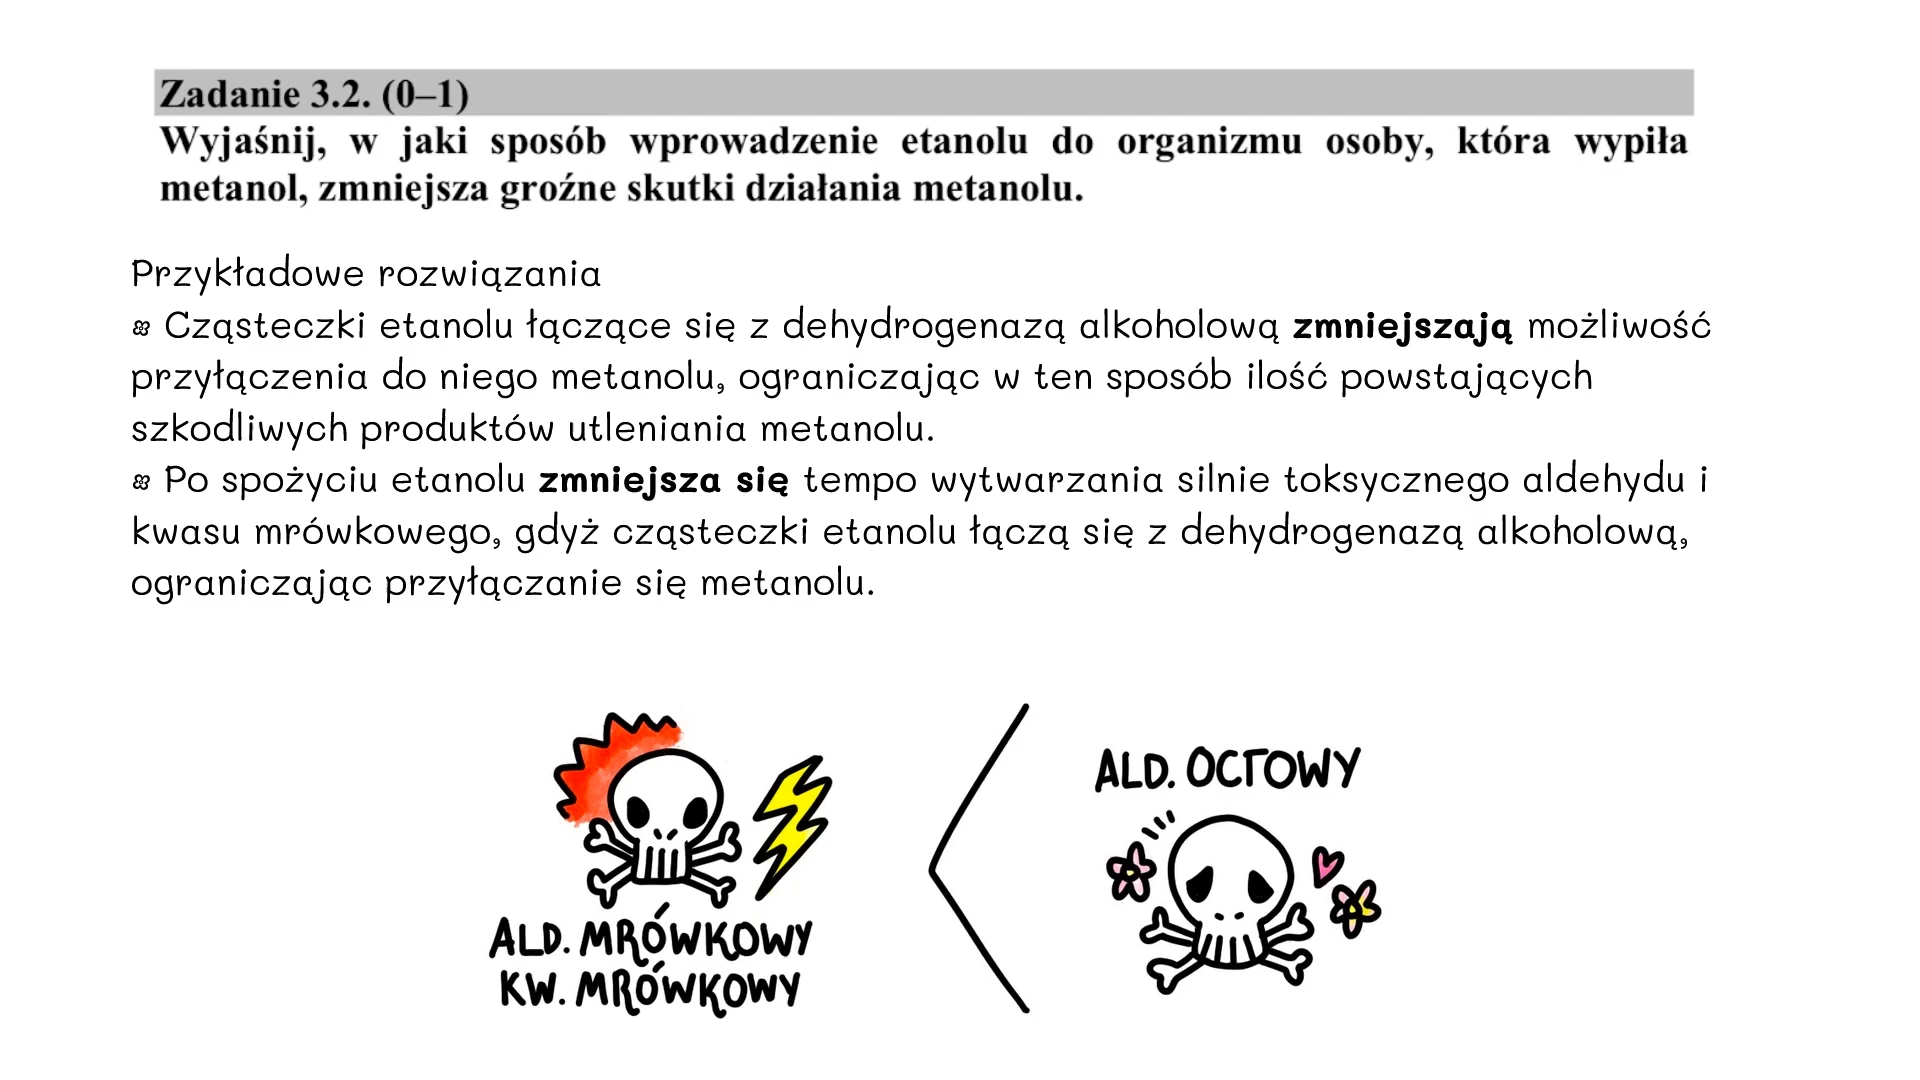 Zadanie 3.2. (0–1)
Wyjaśnij, w jaki sposób wprowadzenie etanolu do organizmu osoby, która wypiła
metanol, zmniejsza groźne skutki działania metanolu.
Przykładowe rozwiązania
Cząsteczki etanolu łączące się z dehydrogenazą alkoholową zmniejszają możliwość
przyłączenia do niego metanolu, ograniczając w ten sposób ilość powstających
szkodliwych produktów utleniania metanolu.
Po spożyciu etanolu zmniejsza się tempo wytwarzania silnie toksycznego aldehydu i
kwasu mrówkowego, gdyż cząsteczki etanolu łączą się z dehydrogenazą alkoholową,
ograniczając przyłączanie się metanolu.
ALD. MRÓWKOWY
KW. MRÓWKOWY
<
ALD. OCTOWY